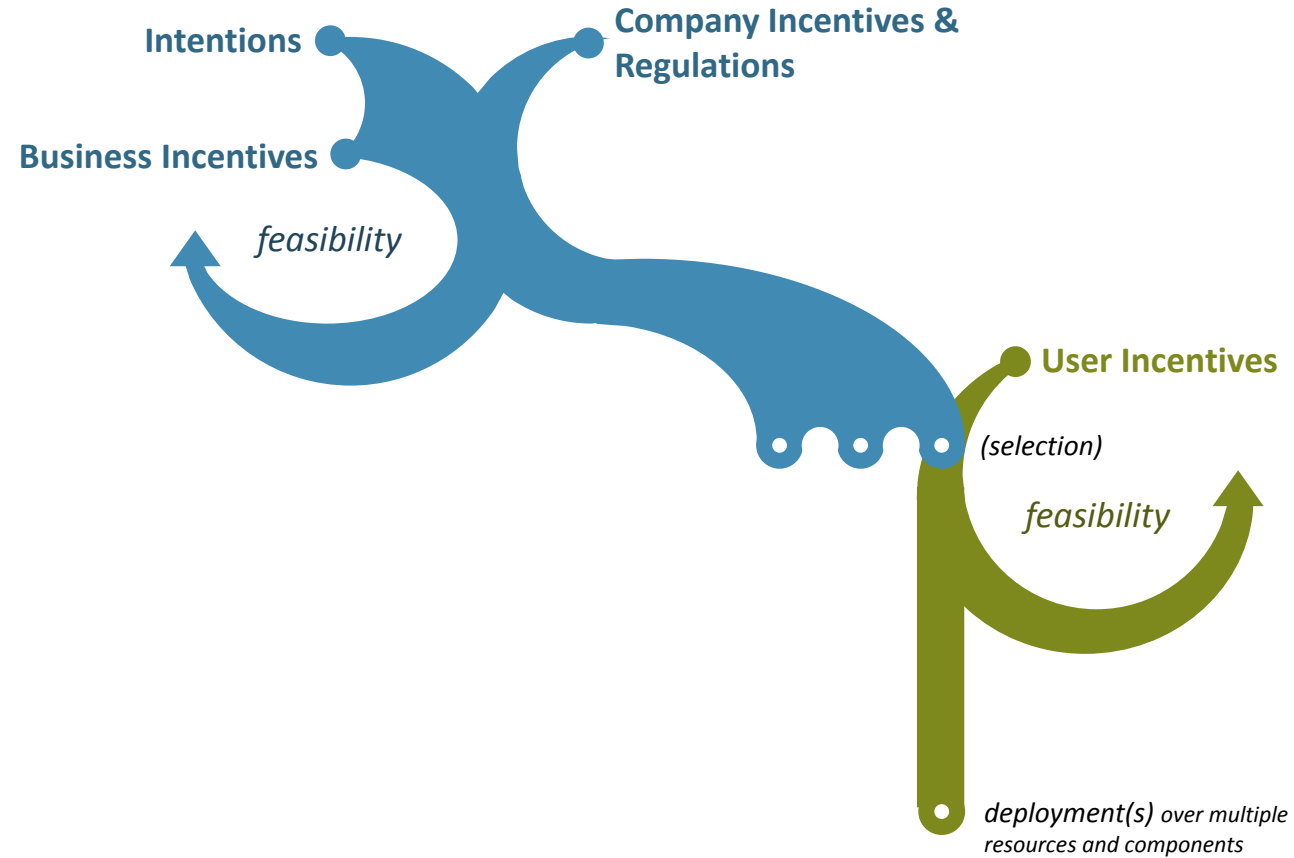 Intentions
Company Incentives &
Regulations
Business Incentives
feasibility
User Incentives
(selection)
feasibility
deployment(s) over multiple
resources and components